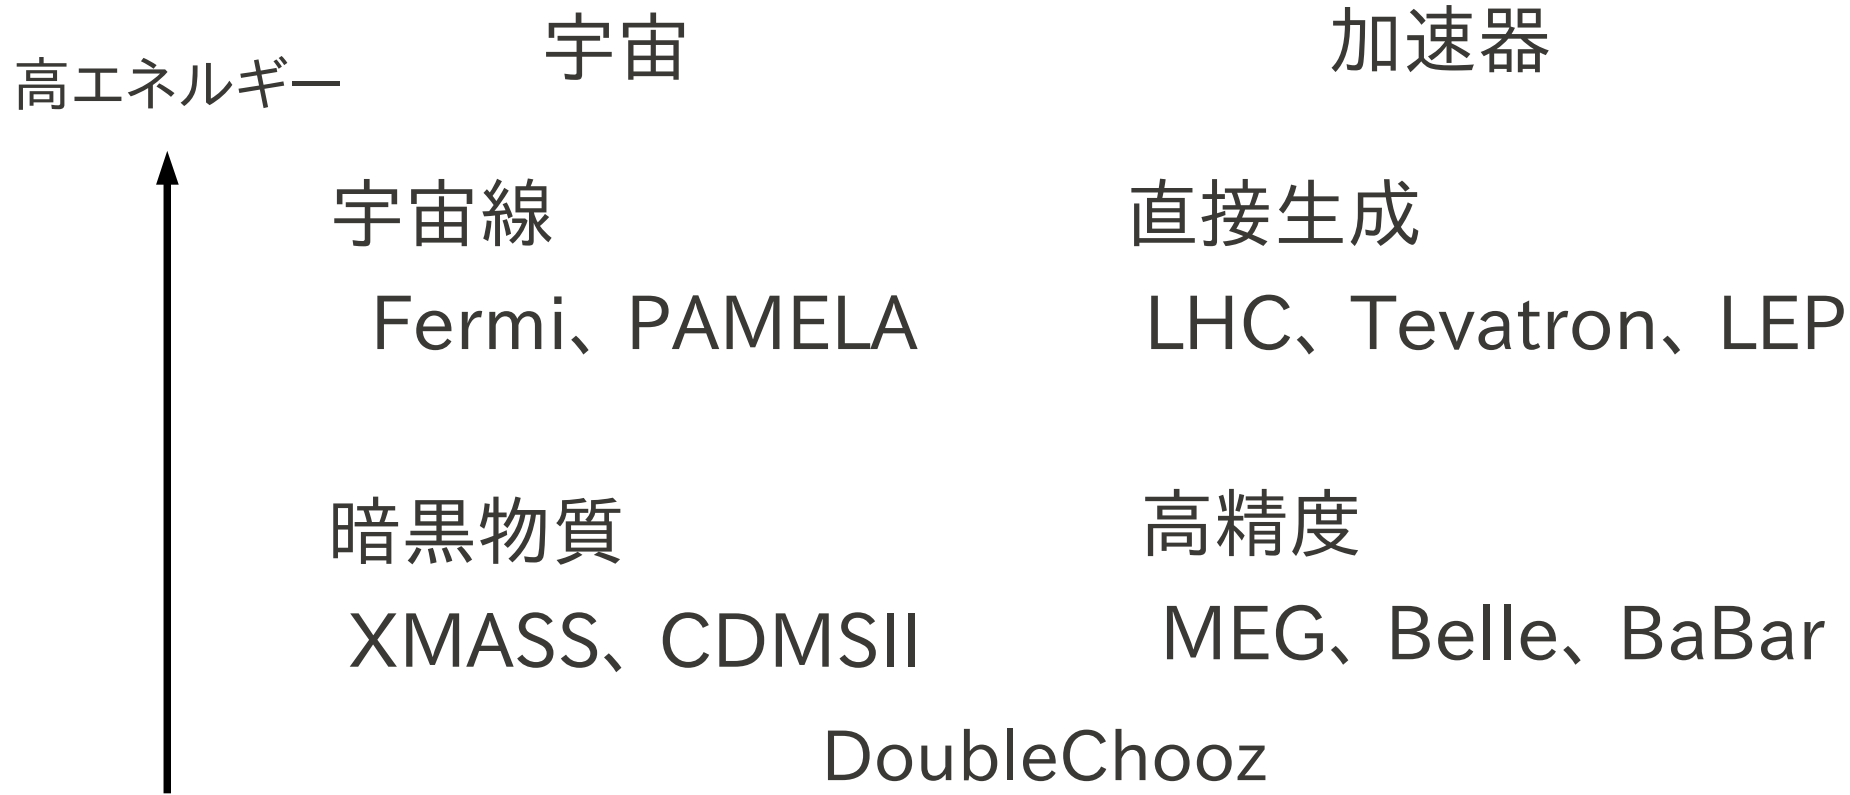 宇宙
加速器
高エネルギー
宇宙線
直接生成
Fermi、PAMELA
LHC、Tevatron、LEP
暗黒物質
高精度
XMASS、CDMSII
MEG、Belle、BaBar
DoubleChooz